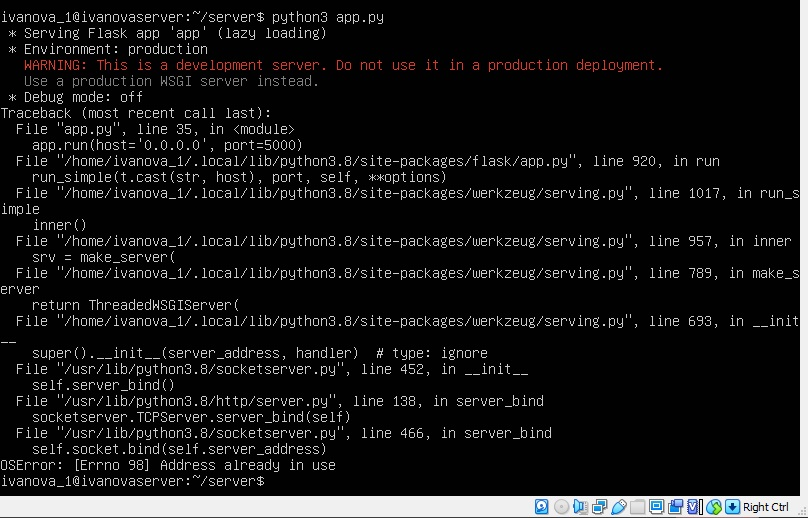 ivanova_1@ivanovaserver:~/server$ python3 app.py
 * Serving Flask app 'app' (lazy loading)
 * Environment: production
   WARNING: This is a development server. Do not use it in a production deployment.
   Use a production WSGI server instead.
 * Debug mode: off
Traceback (most recent call last):
  File "app.py", line 35, in <module>
    app.run(host='0.0.0.0', port=5000)
  File "/home/ivanova_1/.local/lib/python3.8/site-packages/flask/app.py", line 920, in run
    run_simple(t.cast(str, host), port, self, **options)
  File "/home/ivanova_1/.local/lib/python3.8/site-packages/werkzeug/serving.py", line 1017, in run_s
imple
    inner()
  File "/home/ivanova_1/.local/lib/python3.8/site-packages/werkzeug/serving.py", line 957, in inner
    srv = make_server(
  File "/home/ivanova_1/.local/lib/python3.8/site-packages/werkzeug/serving.py", line 789, in make_s
erver
    return ThreadedWSGIServer(
  File "/home/ivanova_1/.local/lib/python3.8/site-packages/werkzeug/serving.py", line 693, in __init
__
    super().__init__(server_address, handler)  # type: ignore
  File "/usr/lib/python3.8/socketserver.py", line 452, in __init__
    self.server_bind()
  File "/usr/lib/python3.8/http/server.py", line 138, in server_bind
    socketserver.TCPServer.server_bind(self)
  File "/usr/lib/python3.8/socketserver.py", line 466, in server_bind
    self.socket.bind(self.server_address)
OSError: [Errno 98] Address already in use
ivanova_1@ivanovaserver:~/server$
Right Ctrl